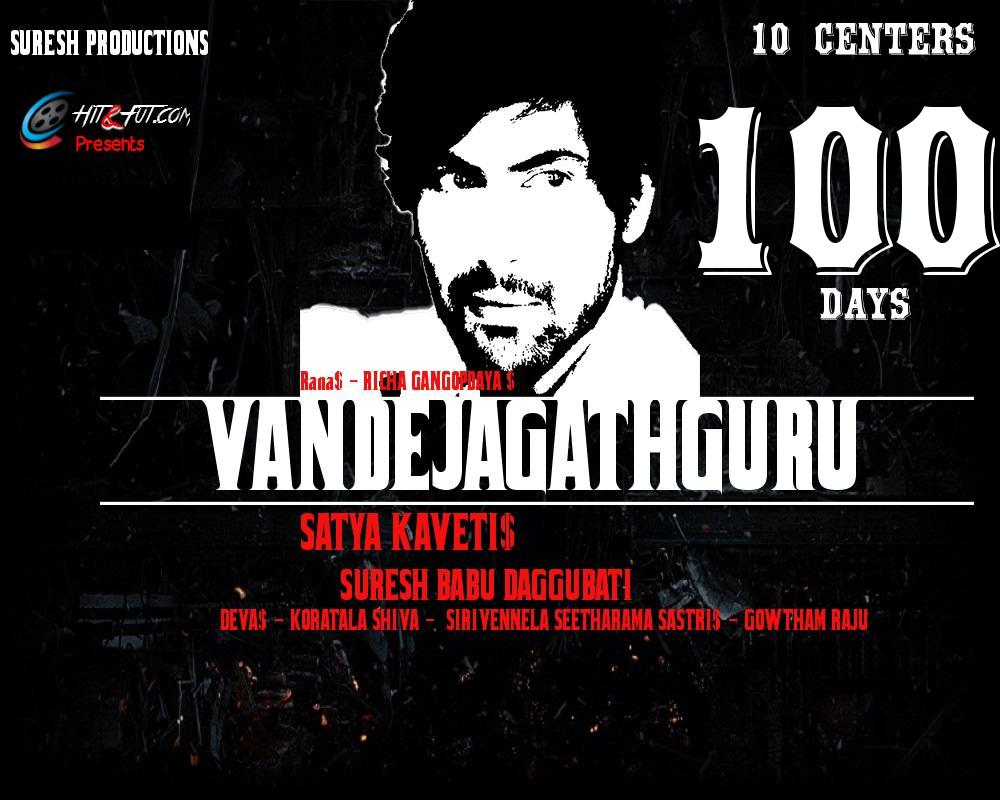 SURESH PRODUCTIONS
10 CENTERS
HIT&FUT.COM
Presents
100
DAYS
Rana$ - RICHA GANGOPDAYA $
VANDEJAGATHGURU
SATYA KAVETI$
SURESH BABU DAGGUBATI
DEVA$ - KORATALA SHIVA - SIRIVENNELA SEETHARAMA SASTRI$ - GOWTHAM RAJU